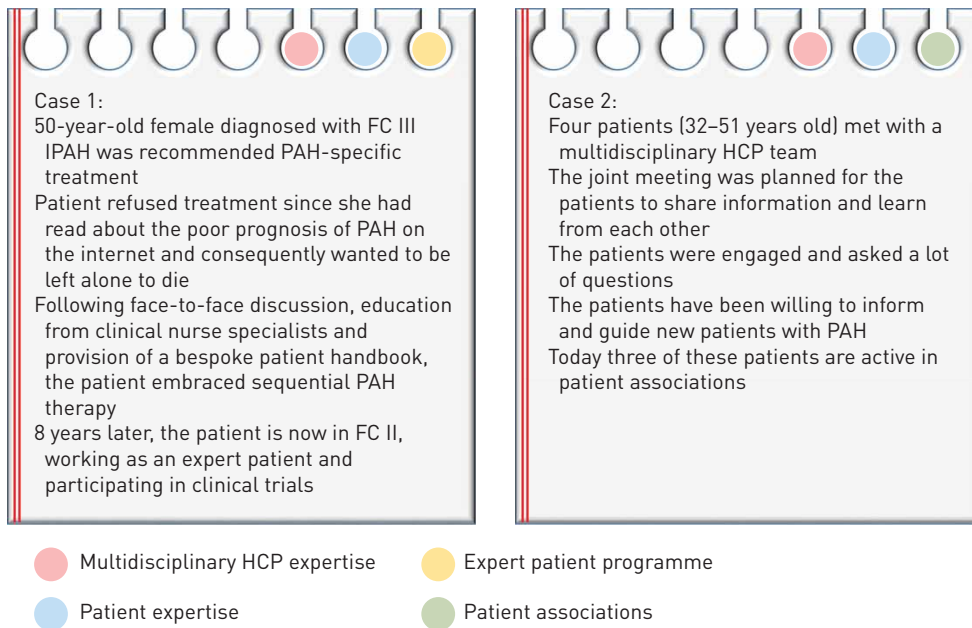 Case 1:
50-year-old female diagnosed with FC III
IPAH was recommended PAH-specific
treatment
Patient refused treatment since she had
read about the poor prognosis of PAH on
the internet and consequently wanted to be
left alone to die
Following face-to-face discussion, education
from clinical nurse specialists and
provision of a bespoke patient handbook,
the patient embraced sequential PAH
therapy
8 years later, the patient is now in FC II,
working as an expert patient and
participating in clinical trials
Case 2:
Four patients (32–51 years old) met with a
multidisciplinary HCP team
The joint meeting was planned for the
patients to share information and learn
from each other
The patients were engaged and asked a lot
of questions
The patients have been willing to inform
and guide new patients with PAH
Today three of these patients are active in
patient associations
Multidisciplinary HCP expertise
Expert patient programme
Patient expertise
Patient associations